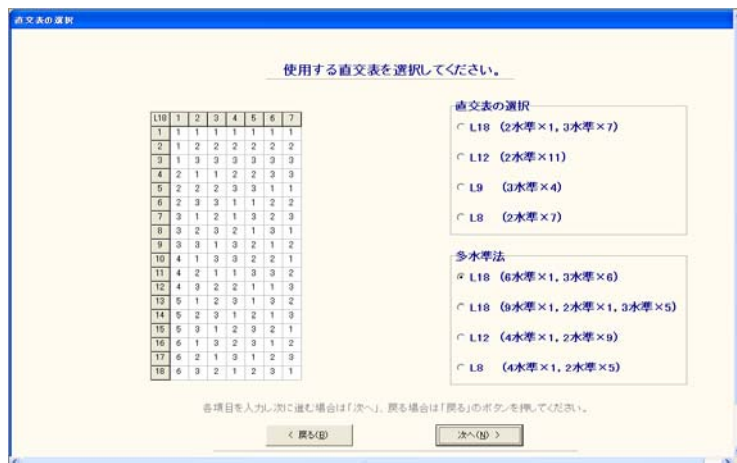 直交表の選択
使用する直交表を選択してください。
L18 1 2 3 4 5 6 7
1 1 1 1 1 1 1 1
2 1 2 2 2 2 2 2
3 1 3 3 3 3 3 3
4 2 1 1 2 2 3 3
5 2 2 2 3 3 1 1
6 2 3 3 1 1 2 2
7 3 1 2 1 3 2 3
8 3 2 3 2 1 3 1
9 3 3 1 3 2 1 2
10 4 1 3 3 2 2 1
11 4 2 1 1 3 3 2
12 4 3 2 2 1 1 3
13 5 1 2 3 1 3 2
14 5 2 3 1 2 1 3
15 5 3 1 2 3 2 1
16 6 1 3 2 3 1 2
17 6 2 1 3 1 2 3
18 6 3 2 1 2 3 1
直交表の選択
L18 (2水準×1, 3水準×7)
L12 (2水準×11)
L9 (3水準×4)
L8 (2水準×7)
多水準法
L18 (6水準×1, 3水準×6)
L18 (9水準×1, 2水準×1, 3水準×5)
L12 (4水準×1, 2水準×9)
L8 (4水準×1, 2水準×5)
各項目を入力し次に進む場合は「次へ」、戻る場合は「戻る」のボタンを押してください。
< 戻る(B)
次へ(N) >